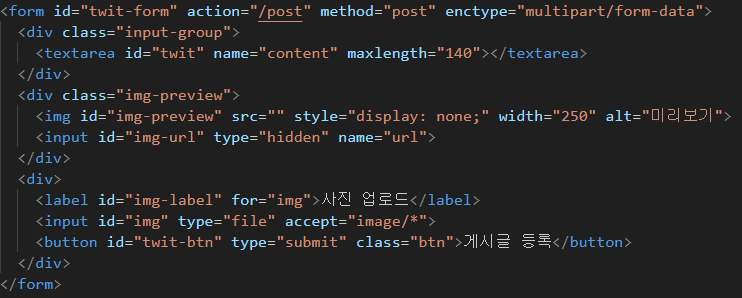 <form id="twit-form" action="/post" method="post" enctype="multipart/form-data">
  <div class="input-group">
    <textarea id="twit" name="content" maxlength="140"></textarea>
  </div>
  <div class="img-preview">
    <img id="img-preview" src="" style="display: none;" width="250" alt="미리보기">
    <input id="img-url" type="hidden" name="url">
  </div>
  <div>
    <label id="img-label" for="img">사진 업로드</label>
    <input id="img" type="file" accept="image/*">
    <button id="twit-btn" type="submit" class="btn">게시글 등록</button>
  </div>
</form>